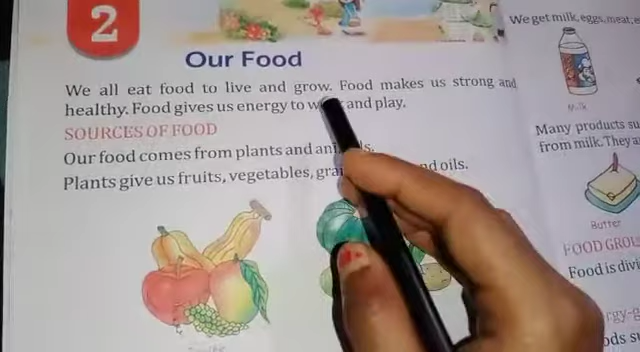 2
Our Food
We all eat food to live and grow. Food makes us strong and
healthy. Food gives us energy to and play.
SOURCES OF FOOD
Our food comes from plants and
Plants give us fruits, vegetables, and oils.
We get milk, eggs, meat,
Milk
Many products
from milk. They
Butter
FOOD
Food is